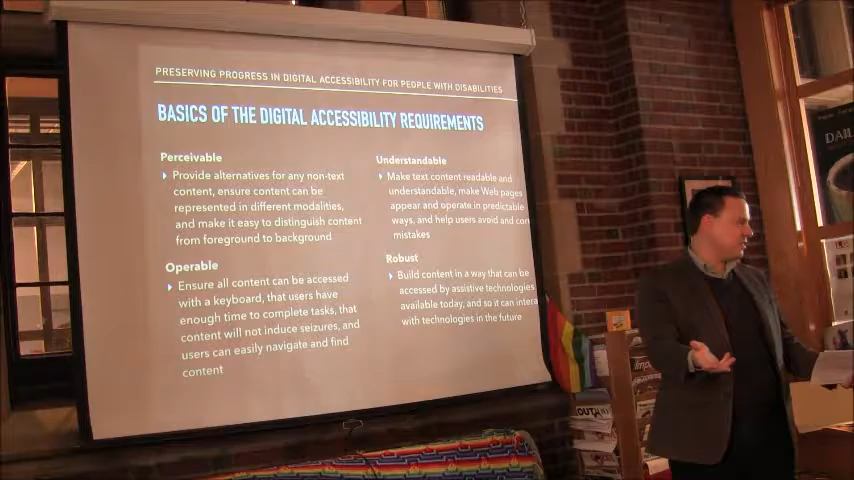 PRESERVING PROGRESS IN DIGITAL ACCESSIBILITY FOR PEOPLE WITH DISABILITIES
BASICS OF THE DIGITAL ACCESSIBILITY REQUIREMENTS
Perceivable
Provide alternatives for any non-text
content, ensure content can be
represented in different modalities,
and make it easy to distinguish content
from foreground to background
Operable
Ensure all content can be accessed
with a keyboard, that users have
enough time to complete tasks, that
content will not induce seizures, and
users can easily navigate and find
content
Understandable
Make text content readable and
understandable, make Web pages
appear and operate in predictable
ways, and help users avoid and cor
mistakes
Robust
Build content in a way that can be
accessed by assistive technologies
available today, and so it can intera
with technologies in the future
DAIL
OUT